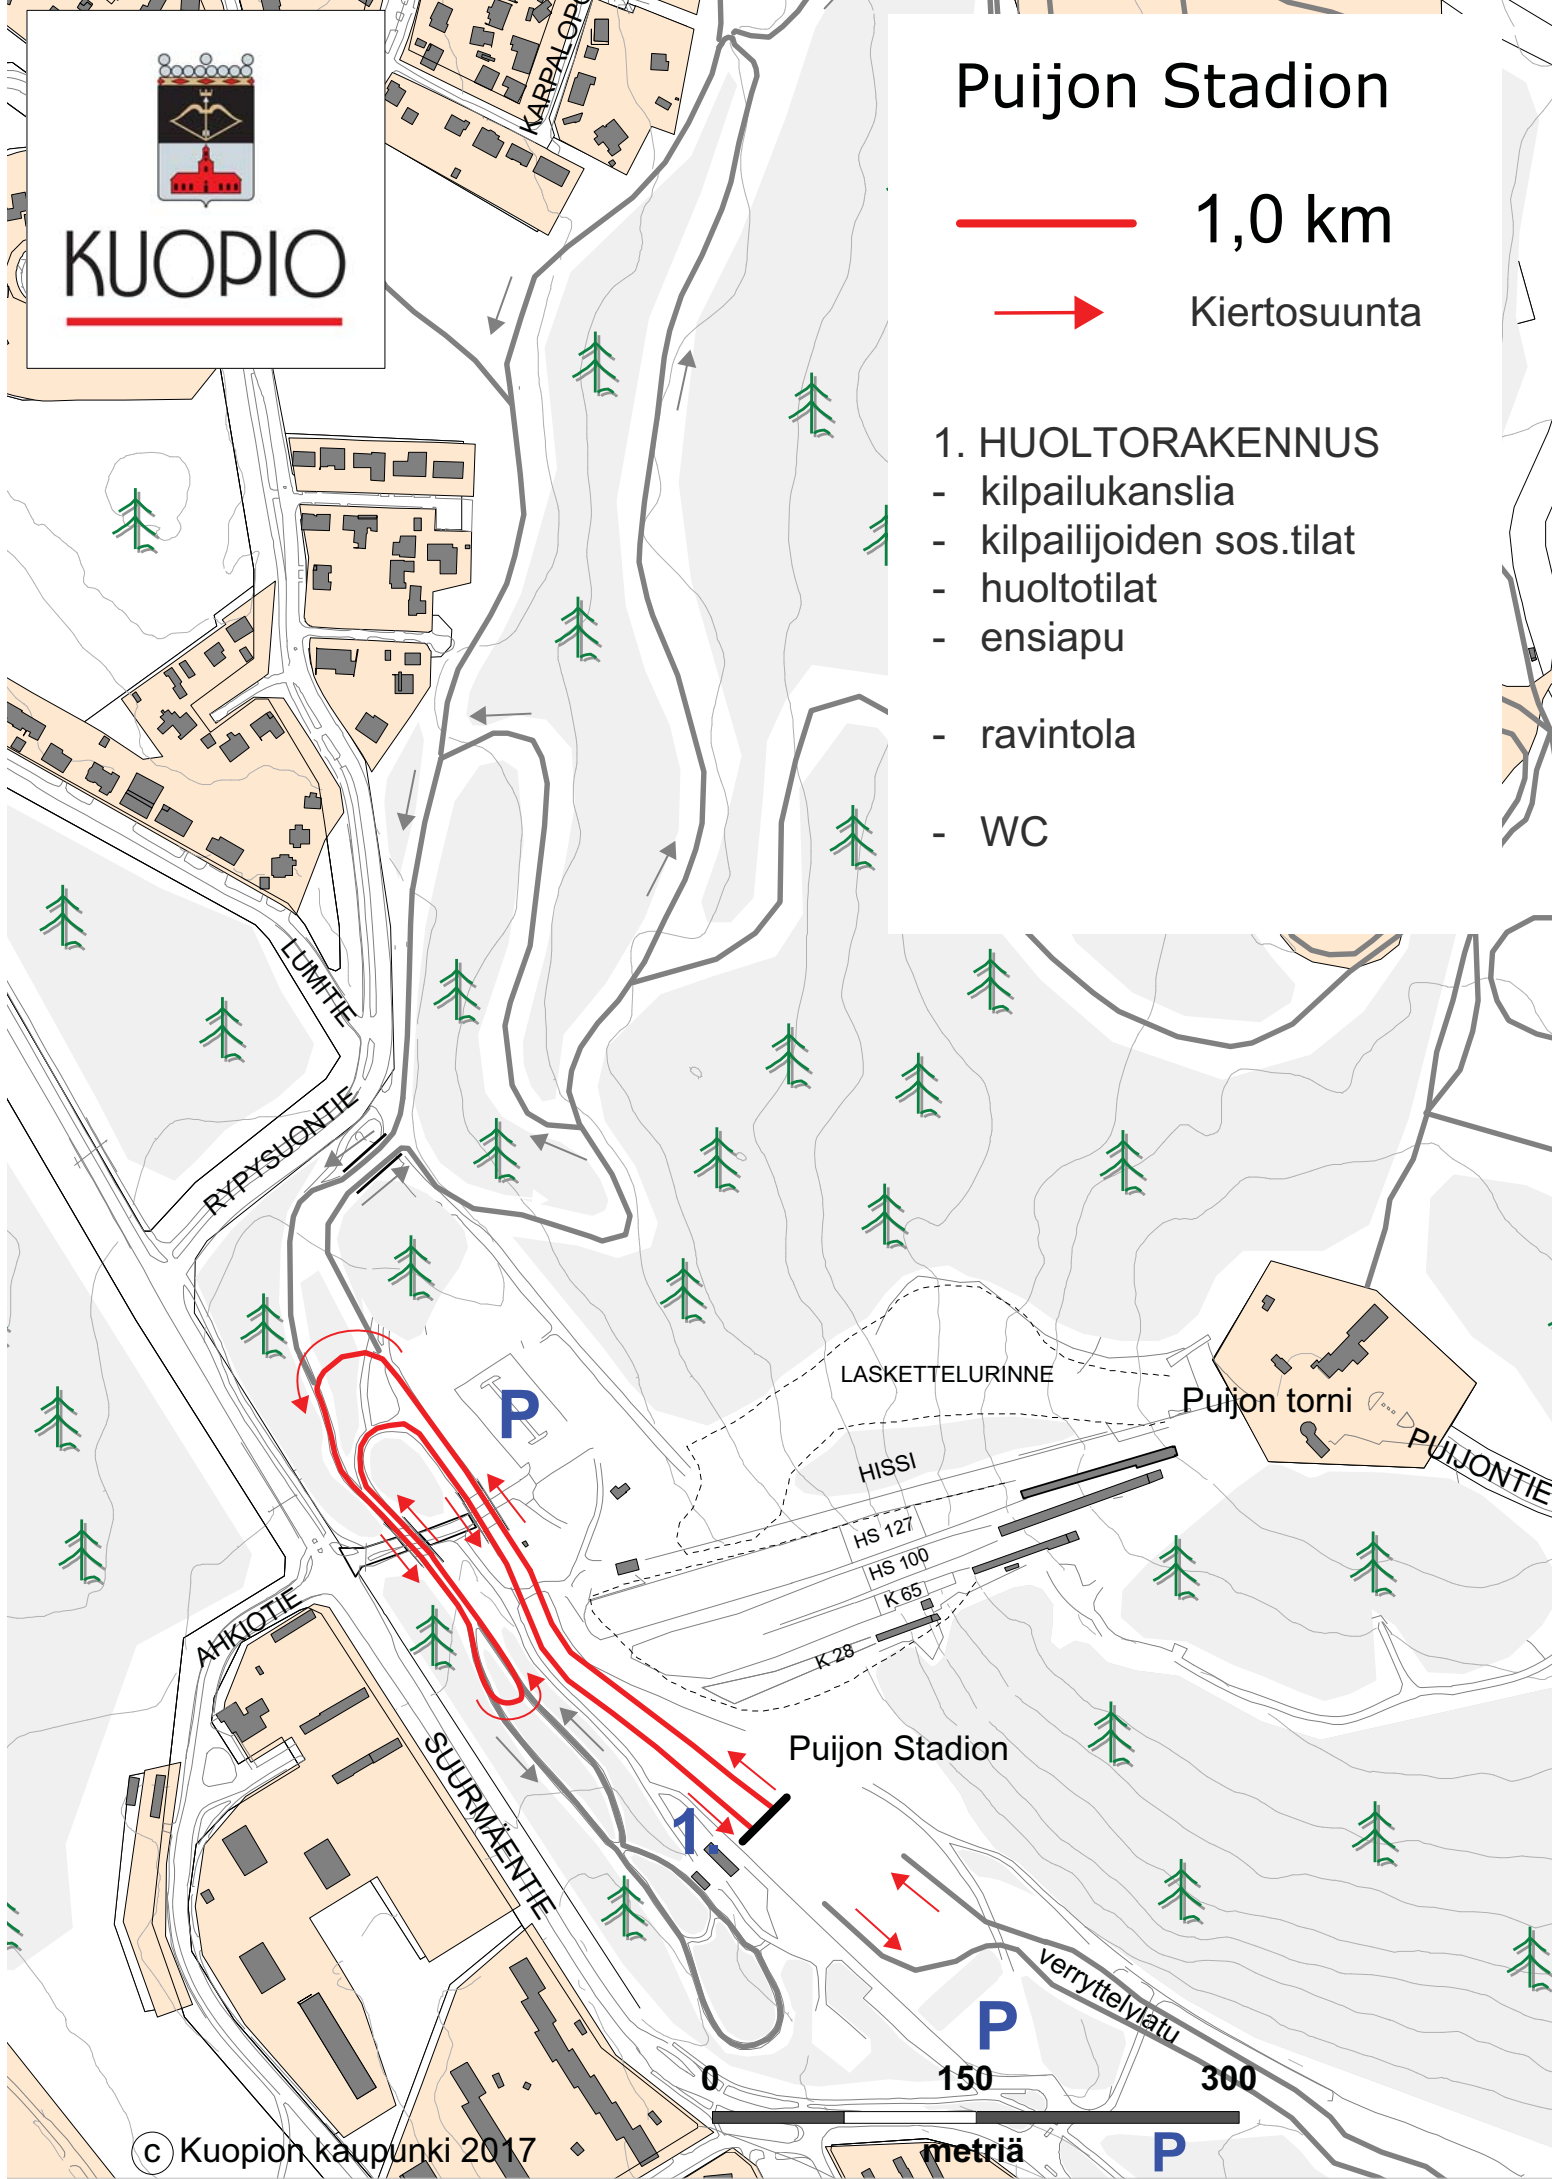 KARPALOPO
KUOPIO
Puijon Stadion
1,0 km
Kiertosuunta
1. HUOLTORAKENNUS
- kilpailukanslia
- kilpailijoiden sos.tilat
- huoltotilat
- ensiapu
- ravintola
- WC
LUMITIE
RYPYSUONTIE
LASKETTELURINNE
Puijon torni
PUIJONTIE
P
HISSI
HS 127
HS 100
K 65
K 28
AHKIOTIE
SUURMÄENTIE
Puijon Stadion
1.
verryttelylatu
P
0 150 300
metriä
P
c Kuopion kaupunki 2017